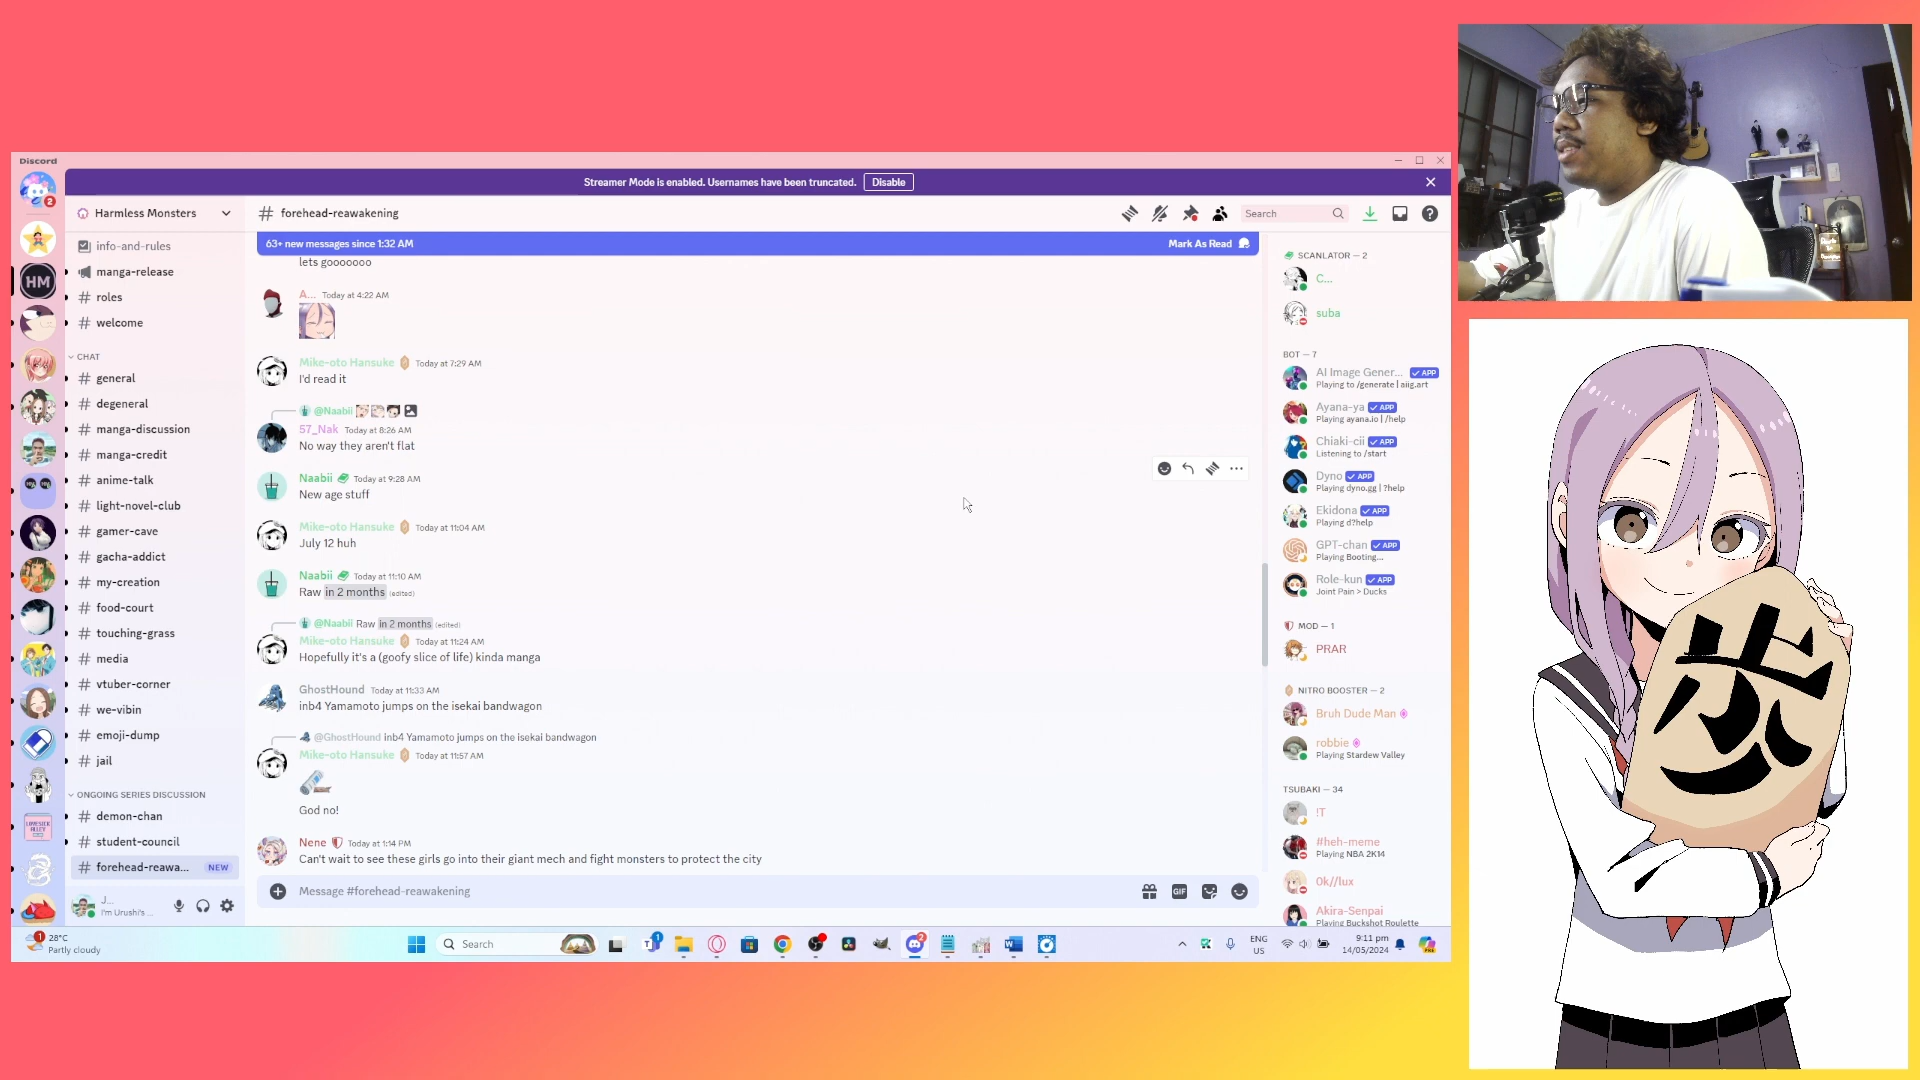 Discord
Streamer Mode is enabled. Usernames have been truncated.
Disable
2
HM
Harmless Monsters
info-and-rules
manga-release
roles
welcome
CHAT
general
degeneral
manga-discussion
manga-credit
anime-talk
light-novel-club
gamer-cave
gacha-addict
my-creation
food-court
touching-grass
media
vtuber-corner
we-vibin
emoji-dump
jail
ONGOING SERIES DISCUSSION
demon-chan
student-council
forehead-reawa... NEW
J...
I'm Urushi's ...
forehead-reawakening
Search
63+ new messages since 1:32 AM
Mark As Read
lets gooooooo
A... Today at 4:22 AM
Mike-oto Hansuke Today at 7:29 AM
I'd read it
@Naabii
57_Nak Today at 8:26 AM
No way they aren't flat
Naabii Today at 9:28 AM
New age stuff
Mike-oto Hansuke Today at 11:04 AM
July 12 huh
Naabii Today at 11:10 AM
Raw in 2 months (edited)
@Naabii Raw in 2 months (edited)
Mike-oto Hansuke Today at 11:24 AM
Hopefully it's a (goofy slice of life) kinda manga
GhostHound Today at 11:33 AM
inb4 Yamamoto jumps on the isekai bandwagon
@GhostHound inb4 Yamamoto jumps on the isekai bandwagon
Mike-oto Hansuke Today at 11:57 AM
God no!
Nene Today at 1:14 PM
Can't wait to see these girls go into their giant mech and fight monsters to protect the city
Message #forehead-reawakening
GIF
SCANLATOR — 2
C...
suba
BOT — 7
AI Image Gener... APP
Playing to /generate | aiig.art
Ayana-ya APP
Playing ayana.io | /help
Chiaki-cii APP
Listening to /start
Dyno APP
Playing dyno.gg | ?help
Ekidona APP
Playing d?help
GPT-chan APP
Playing Booting...
Role-kun APP
Joint Pain > Ducks
MOD — 1
PRAR
NITRO BOOSTER — 2
Bruh Dude Man
robbie
Playing Stardew Valley
TSUBAKI — 34
!T
#heh-meme
Playing NBA 2K14
0k//lux
Akira-Senpai
Playing Buckshot Roulette
1
28°C
Partly cloudy
Search
1
2
ENG
US
9:11 pm
14/05/2024
歩